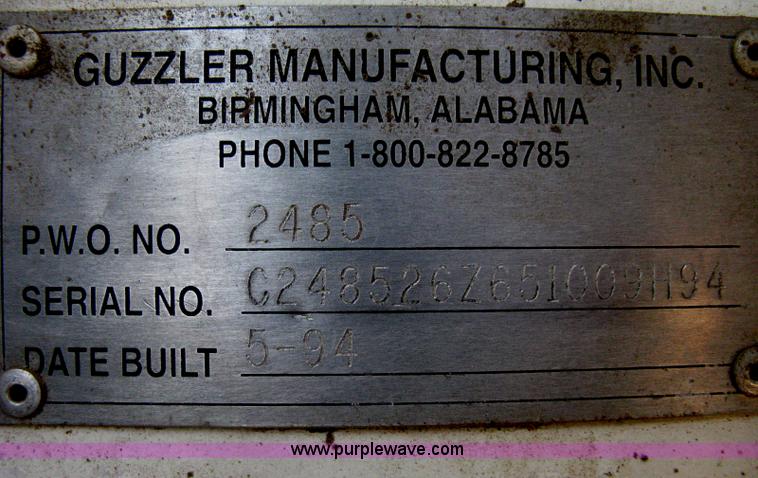 GUZZLER MANUFACTURING, INC.
BIRMINGHAM, ALABAMA
PHONE 1-800-822-8785
P.W.O. NO. 2485
SERIAL NO. C248526Z651009H94
DATE BUILT 5-94
www.purplewave.com